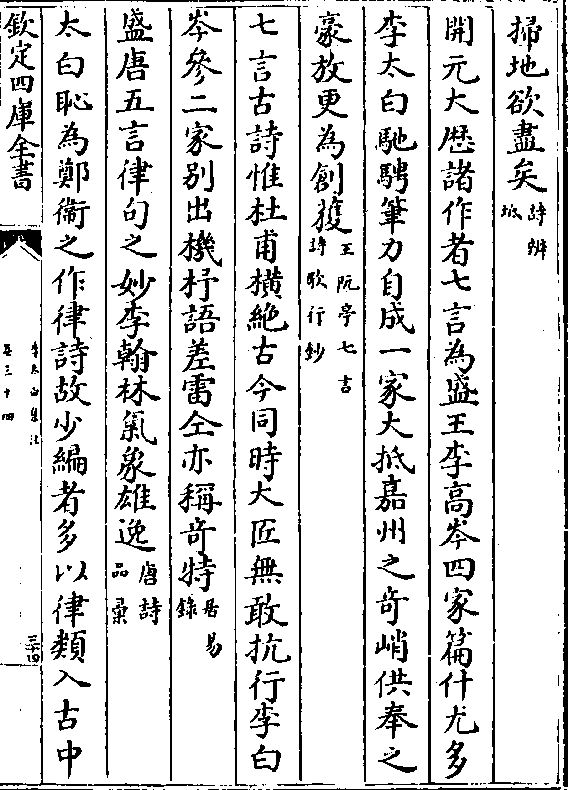 掃地欲盡矣詩辨坻
開元大歷諸作者七言為盛王李髙岑四家篇什尤多
李太白馳騁筆力自成一家大抵嘉州之奇峭供奉之
豪放更為創獲王阮亭七言詩歌行鈔
七言古詩惟杜甫横絶古今同時大匠無敢抗行李白
岑參二家别出機杼語差雷仝亦稱奇特居易録
盛唐五言律句之妙李翰林氣象雄逸唐詩品彚
太白恥為鄭衞之作律詩故少編者多以律類入古中
欽定四庫全書
李太白集注
卷三十四
三十四